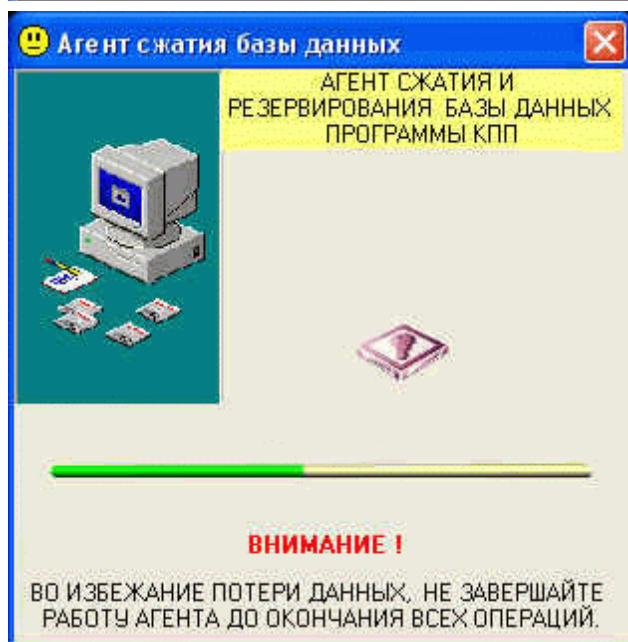 Агент сжатия базы данных
АГЕНТ СЖАТИЯ И
РЕЗЕРВИРОВАНИЯ БАЗЫ ДАННЫХ
ПРОГРАММЫ КПП
ВНИМАНИЕ !
ВО ИЗБЕЖАНИЕ ПОТЕРИ ДАННЫХ, НЕ ЗАВЕРШАЙТЕ
РАБОТУ АГЕНТА ДО ОКОНЧАНИЯ ВСЕХ ОПЕРАЦИЙ.